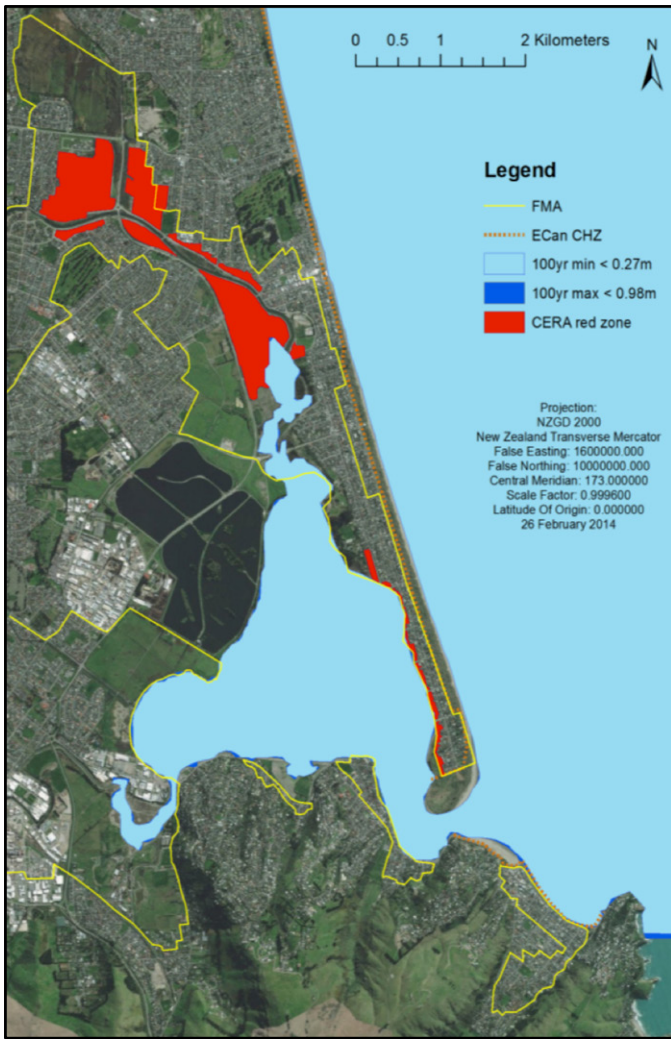 0 0.5 1 2 Kilometers
N
Legend
FMA
ECan CHZ
100yr min < 0.27m
100yr max < 0.98m
CERA red zone
Projection:
NZGD 2000
New Zealand Transverse Mercator
False Easting: 1600000.000
False Northing: 10000000.000
Central Meridian: 173.000000
Scale Factor: 0.999600
Latitude Of Origin: 0.000000
26 February 2014